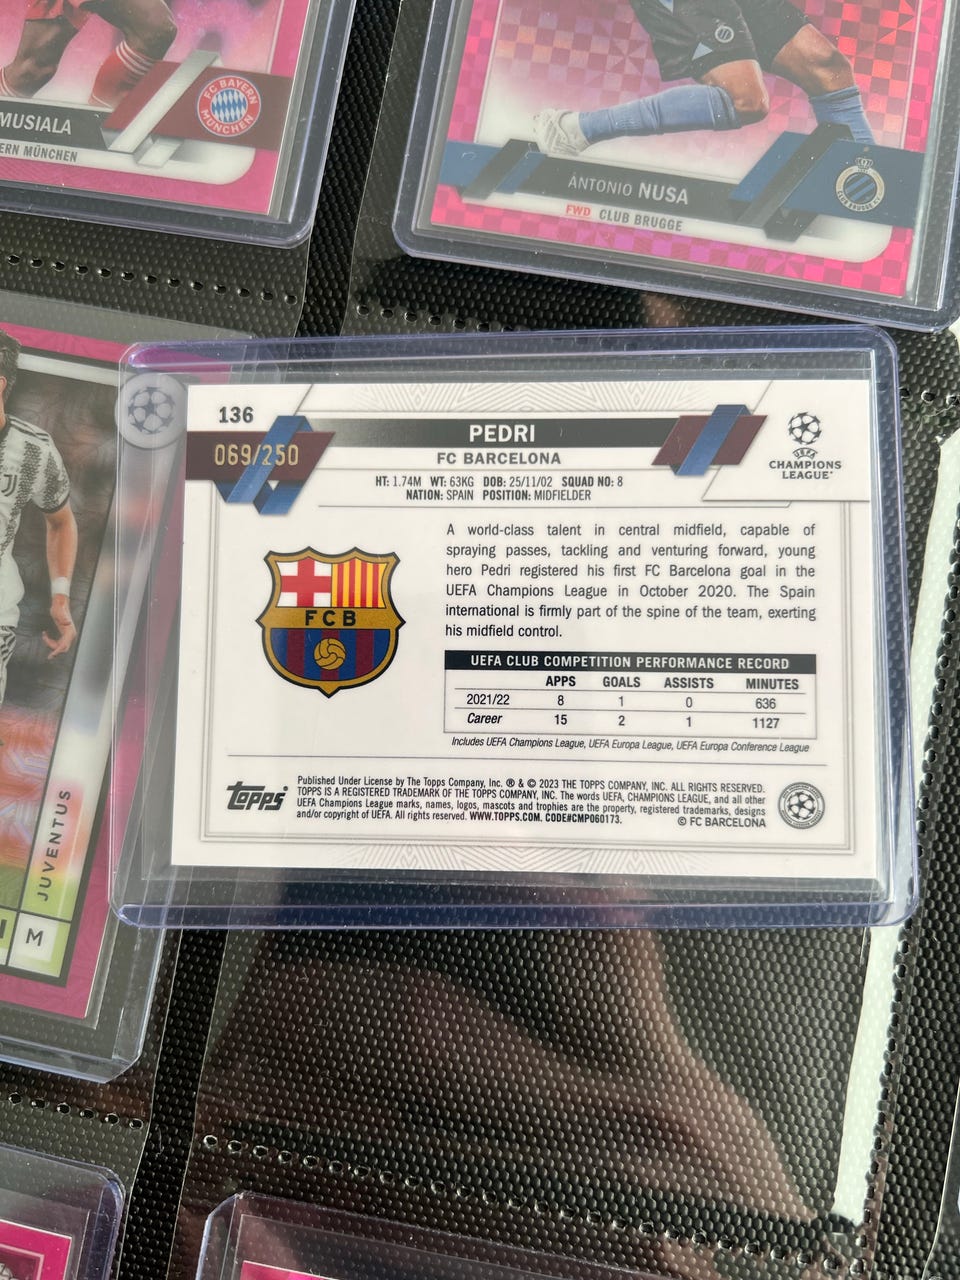 MUSIALA
ERN MÜNCHEN
FC BAYERN
MÜNCHEN
ANTONIO NUSA
FWD CLUB BRUGGE
CLUB BRUGGE K.V.
JUVENTUS
M
136
069/250
PEDRI
FC BARCELONA
HT: 1.74M WT: 63KG DOB: 25/11/02 SQUAD NO: 8
NATION: SPAIN POSITION: MIDFIELDER
UEFA
CHAMPIONS
LEAGUE
A world-class talent in central midfield, capable of
spraying passes, tackling and venturing forward, young
hero Pedri registered his first FC Barcelona goal in the
UEFA Champions League in October 2020. The Spain
international is firmly part of the spine of the team, exerting
his midfield control.
FCB
UEFA CLUB COMPETITION PERFORMANCE RECORD
APPS GOALS ASSISTS MINUTES
2021/22 8 1 0 636
Career 15 2 1 1127
Includes UEFA Champions League, UEFA Europa League, UEFA Europa Conference League
Topps
Published Under License by The Topps Company, Inc. ® & © 2023 THE TOPPS COMPANY, INC. ALL RIGHTS RESERVED.
TOPPS IS A REGISTERED TRADEMARK OF THE TOPPS COMPANY, INC. The words UEFA, CHAMPIONS LEAGUE, and all other
UEFA Champions League marks, names, logos, mascots and trophies are the property, registered trademarks, designs
and/or copyright of UEFA. All rights reserved. WWW.TOPPS.COM. CODE#CMP060173.
© FC BARCELONA